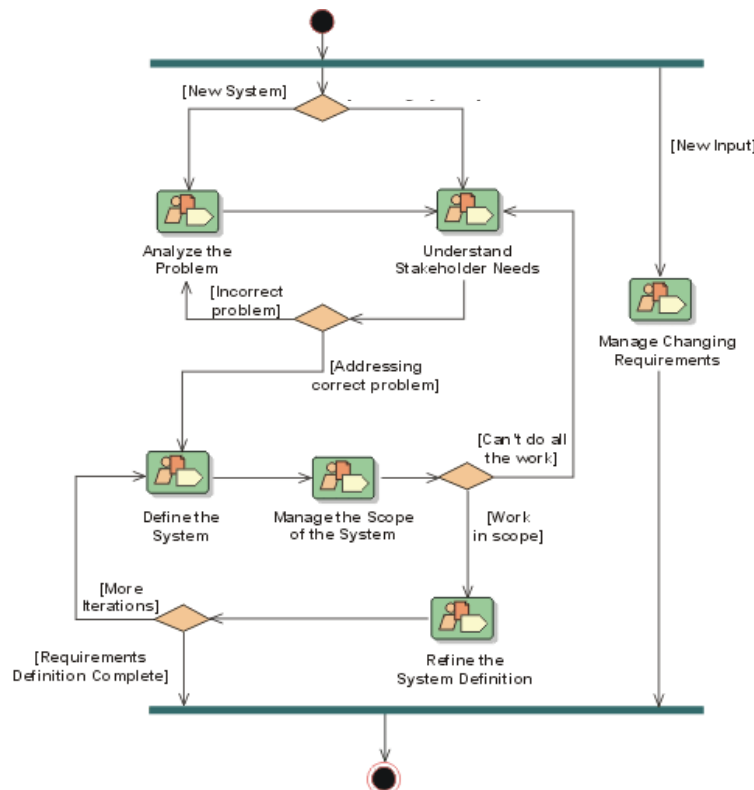 [New System]
[New Input]
Analyze the
Problem
Understand
Stakeholder Needs
[Incorrect
problem]
Manage Changing
Requirements
[Addressing
correct problem]
[Can't do all
the work]
Define the
System
Manage the Scope
of the System
[Work
in scope]
[More
Iterations]
[Requirements
Definition Complete]
Refine the
System Definition